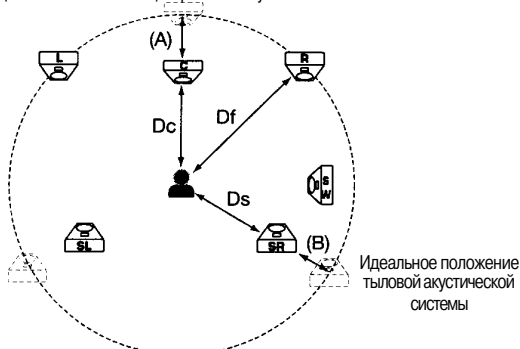 (A)
L
C
R
Dc
Df
Ds
S
W
SL
SR
(B)
Идеальное положение
тыловой акустической
системы